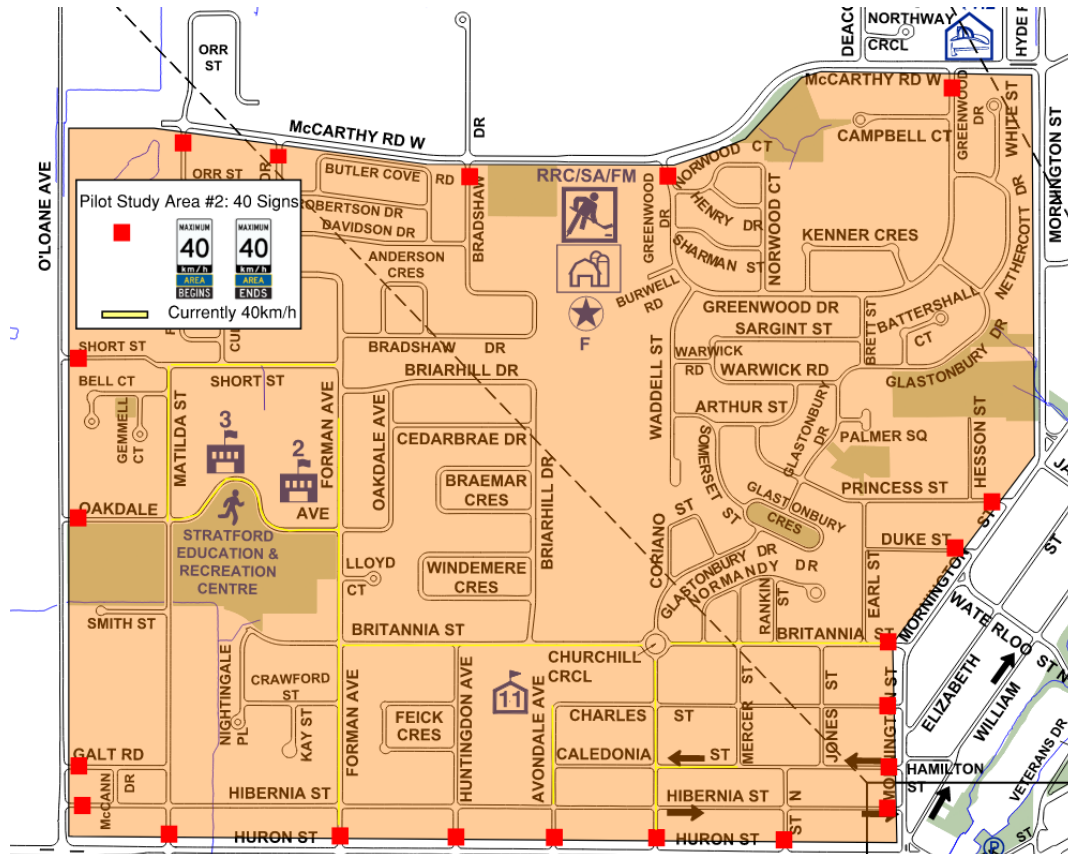 NORTHWAY
CRCL
DEACO
HYDE R
ORR
ST
McCARTHY RD W
McCARTHY RD W
DR
GREENWOOD
DR
WHITE ST
MORNINGTON ST
CAMPBELL CT
O'LOANE AVE
ORR ST
DR
BUTLER COVE
RD
BRADSHAW
RRC/SA/FM
GREENWOOD
DR
NORWOOD CT
HENRY DR
NORWOOD CT
SHARMAN ST
KENNER CRES
NETHERCOTT DR
Pilot Study Area #2: 40 Signs
MAXIMUM
40
km/h
AREA
BEGINS
MAXIMUM
40
km/h
AREA
ENDS
Currently 40km/h
ROBERTSON DR
DAVIDSON DR
ANDERSON
CRES
BURWELL
RD
F
GREENWOOD DR
SARGINT ST
BRETT ST
BATTERSHALL
CT
GLASTONBURY DR
SHORT ST
SHORT ST
BRADSHAW DR
BRIARHILL DR
WADDELL ST
WARWICK
RD
WARWICK RD
BELL CT
GEMMELL
CT
MATILDA ST
3
2
FORMAN AVE
OAKDALE AVE
CEDARBRAE DR
BRAEMAR
CRES
BRIARHILL DR
ARTHUR ST
SOMERSET ST
GLASTONBURY
DR
PALMER SQ
HESSON ST
PRINCESS ST
OAKDALE
AVE
STRATFORD
EDUCATION &
RECREATION
CENTRE
GLASTONBURY
CRES
DUKE ST
CORIANO ST
GLASTONBURY DR
NORMANDY DR
RANKIN
ST
EARL ST
MORNINGTON ST
JA
ST
LLOYD
CT
WINDEMERE
CRES
SMITH ST
BRITANNIA ST
BRITANNIA ST
WATERLOO ST N
ELIZABETH
WILLIAM
CHURCHILL
CRCL
NIGHTINGALE
PL
CRAWFORD
ST
KAY ST
FORMAN AVE
FEICK
CRES
HUNTINGDON AVE
11
AVONDALE AVE
CHARLES ST
CALEDONIA ST
MERCER ST
JONES ST
MORNINGTON ST
GALT RD
McCANN
DR
HIBERNIA ST
HIBERNIA ST
ST N
HAMILTON
ST
VETERANS DR
HURON ST
HURON ST
ST
P